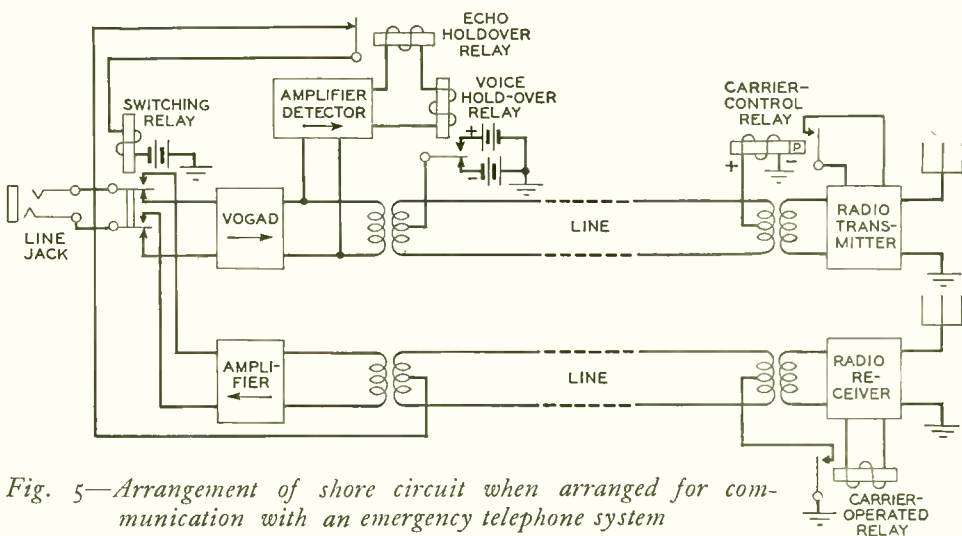 ECHO
HOLDOVER
RELAY
VOICE
HOLD-OVER
RELAY
AMPLIFIER
DETECTOR
SWITCHING
RELAY
CARRIER-
CONTROL
RELAY
+
-
+
P
-
LINE
JACK
VOGAD
LINE
RADIO
TRANS-
MITTER
AMPLI-
FIER
LINE
RADIO
RE-
CEIVER
CARRIER-
OPERATED
RELAY
Fig. 5—Arrangement of shore circuit when arranged for com-
munication with an emergency telephone system